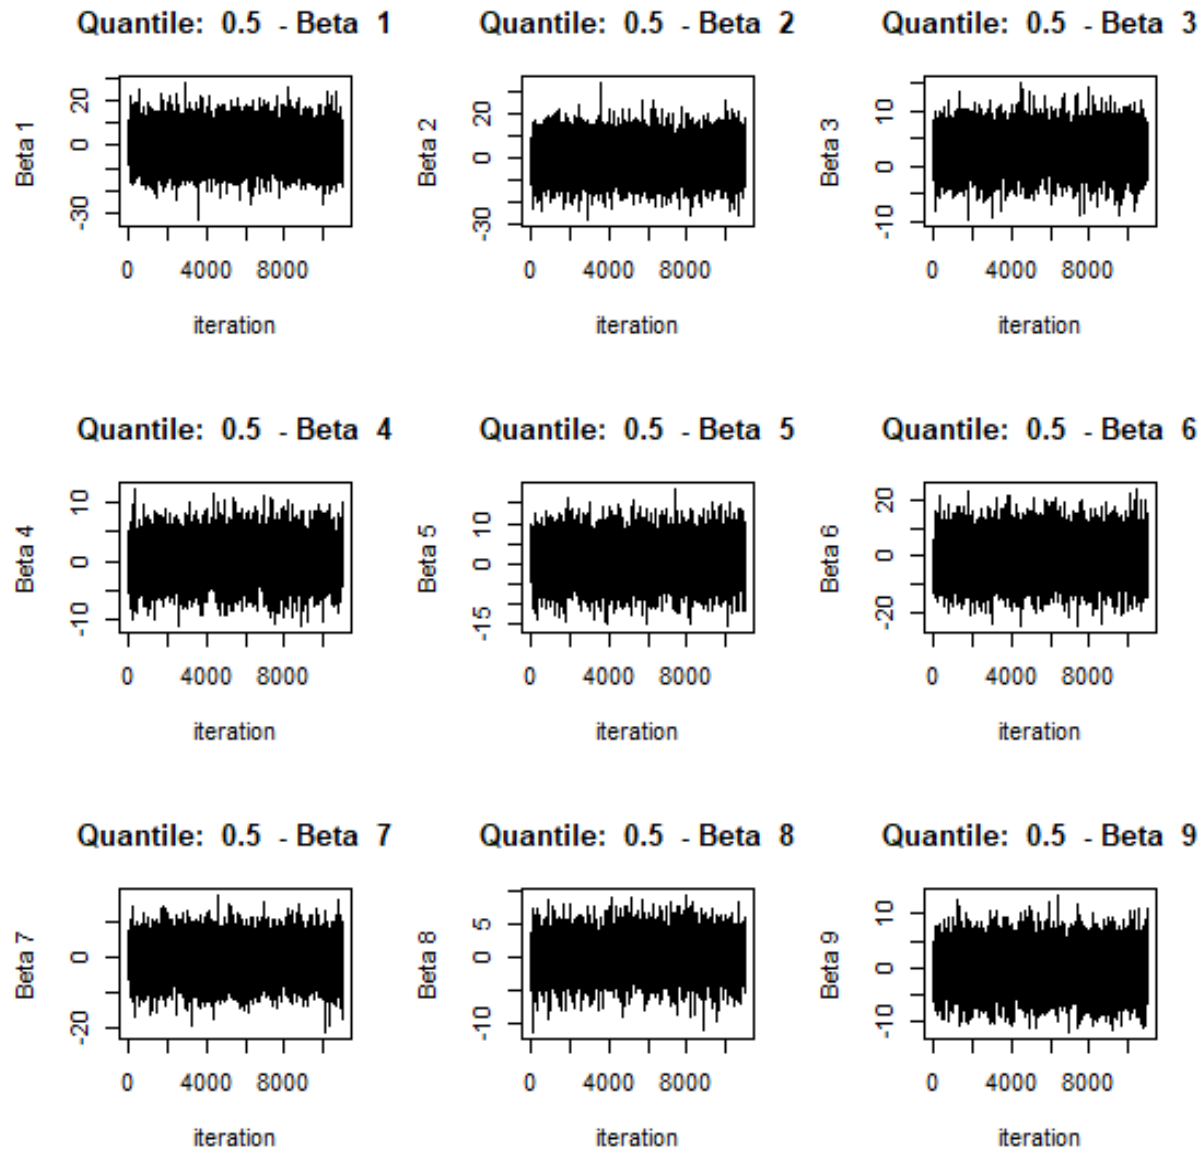 Quantile: 0.5 - Beta 1
Beta 1
20
0
-30
0 4000 8000
iteration
Quantile: 0.5 - Beta 2
Beta 2
20
0
-30
0 4000 8000
iteration
Quantile: 0.5 - Beta 3
Beta 3
10
0
-10
0 4000 8000
iteration
Quantile: 0.5 - Beta 4
Beta 4
10
0
-10
0 4000 8000
iteration
Quantile: 0.5 - Beta 5
Beta 5
10
0
-15
0 4000 8000
iteration
Quantile: 0.5 - Beta 6
Beta 6
20
0
-20
0 4000 8000
iteration
Quantile: 0.5 - Beta 7
Beta 7
0
-20
0 4000 8000
iteration
Quantile: 0.5 - Beta 8
Beta 8
5
0
-10
0 4000 8000
iteration
Quantile: 0.5 - Beta 9
Beta 9
10
0
-10
0 4000 8000
iteration